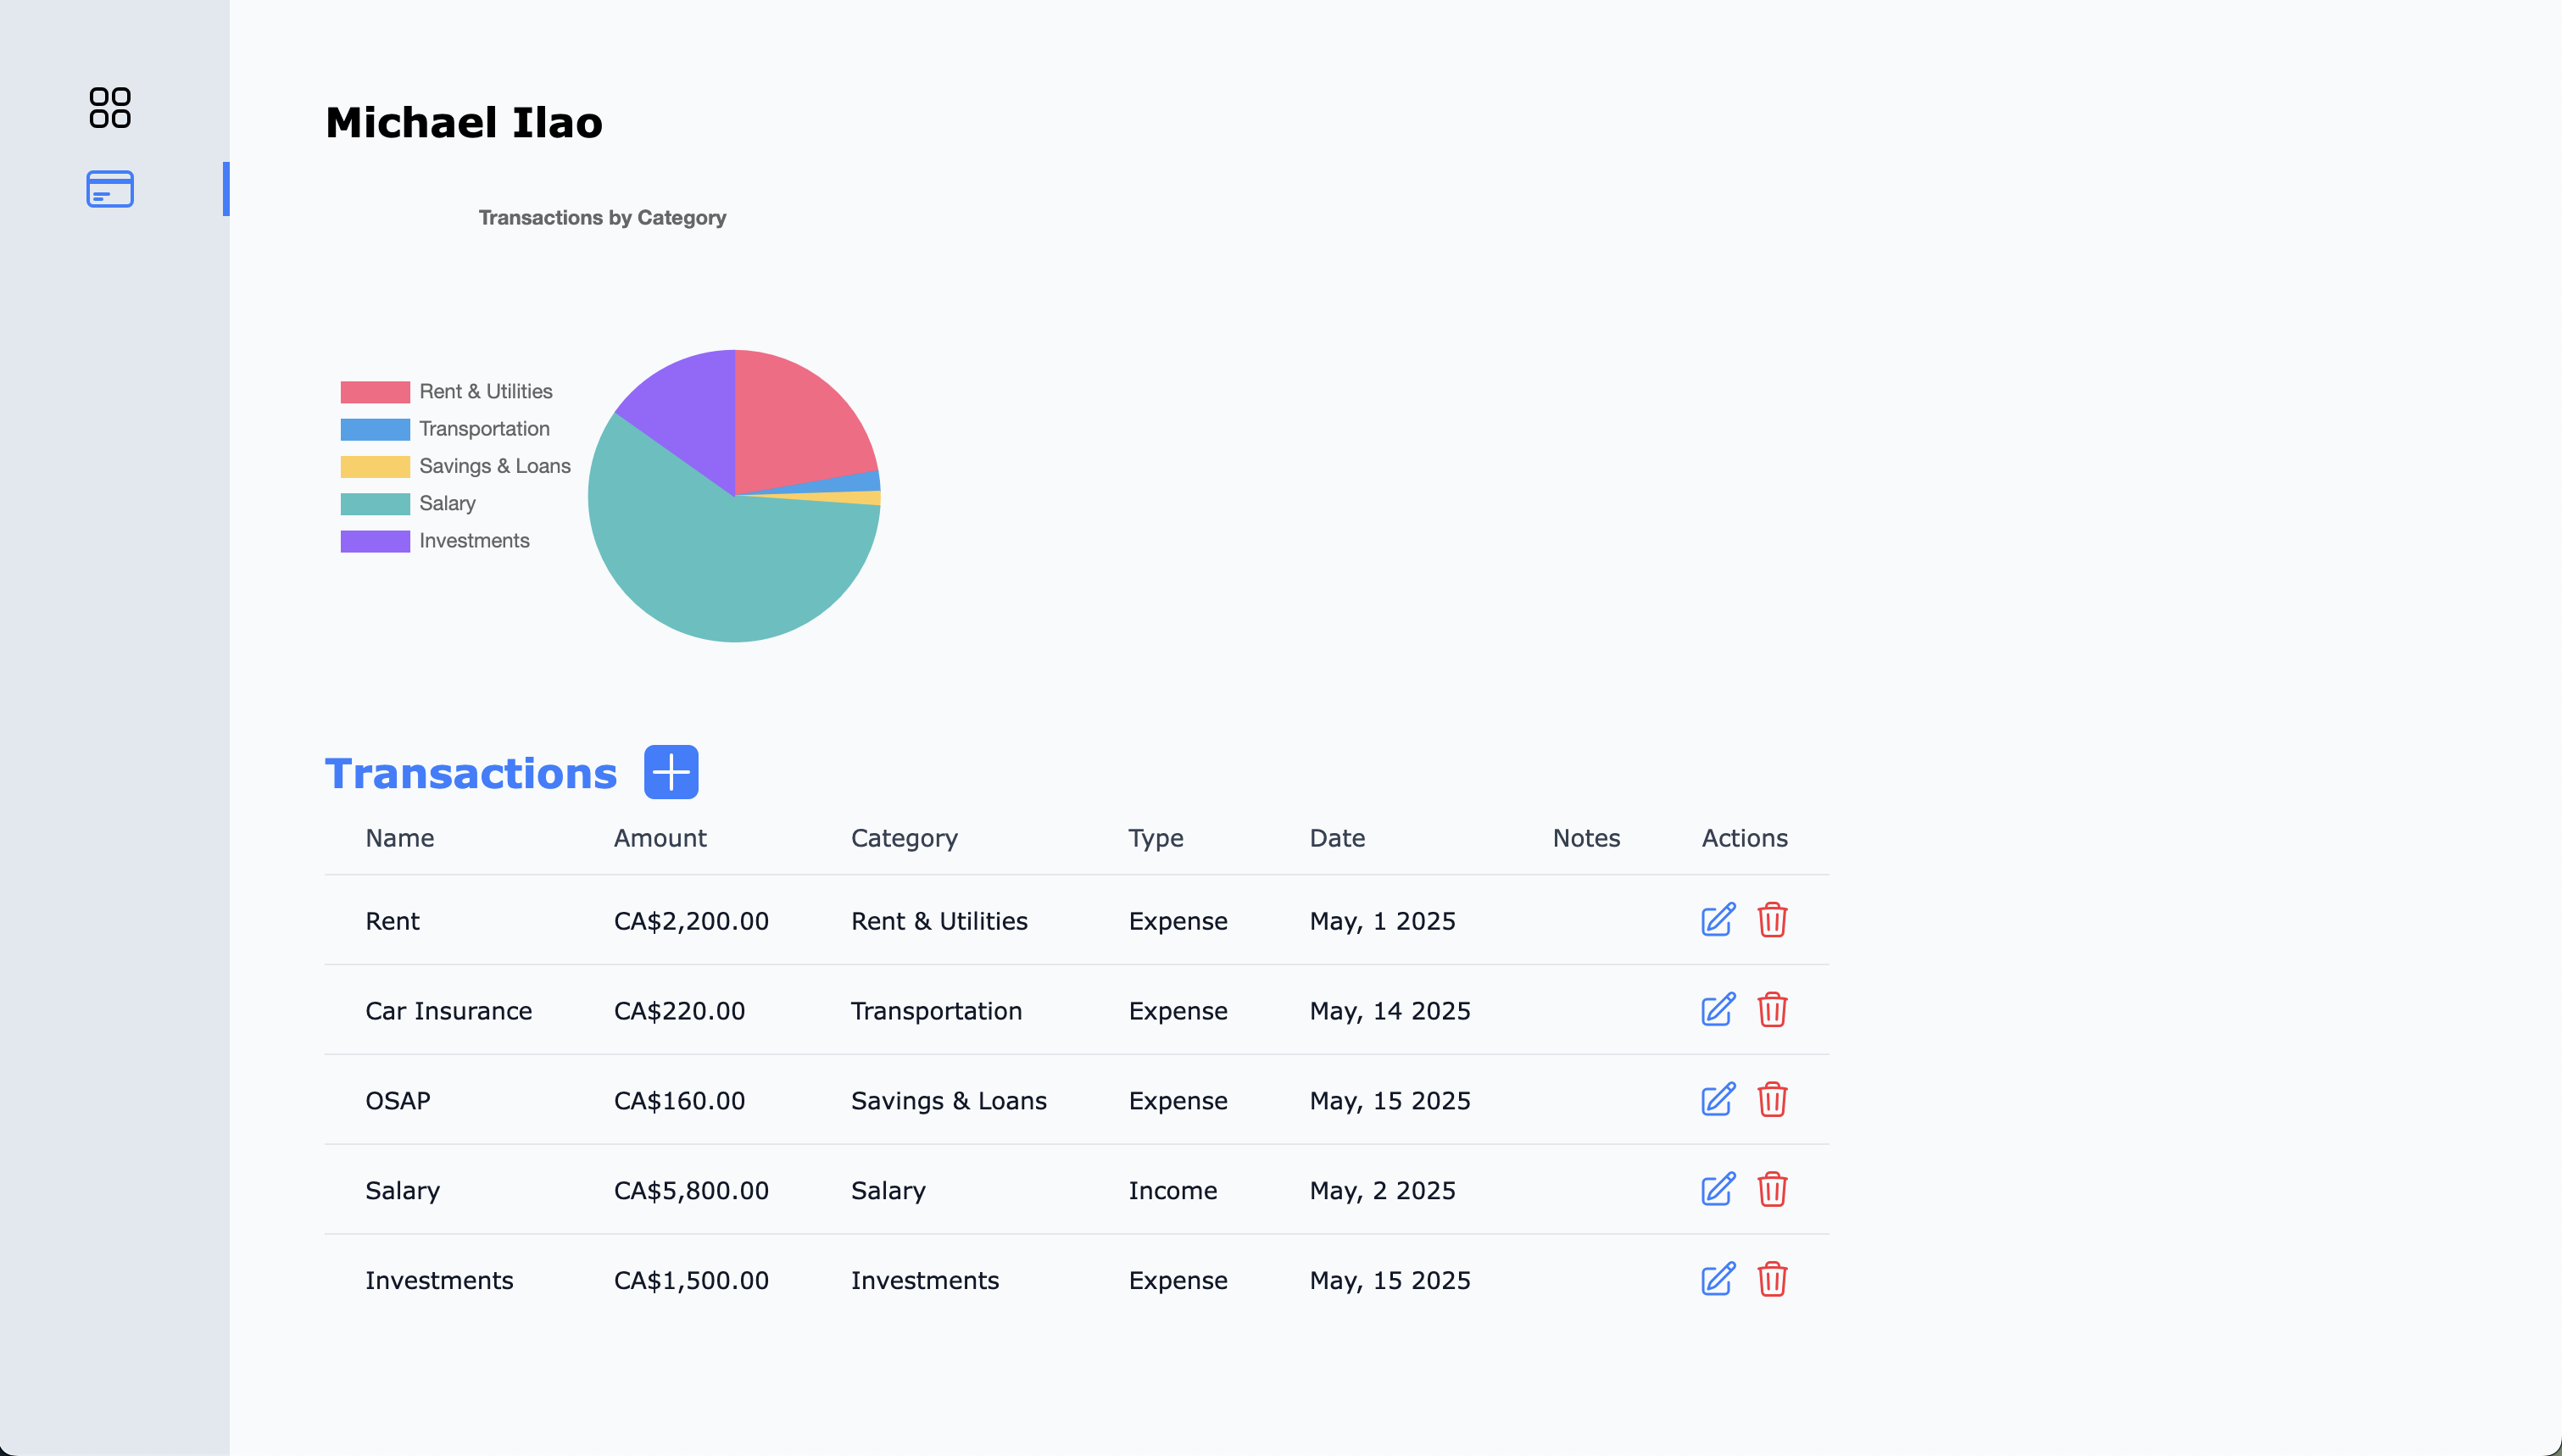 Michael Ilao
Transactions by Category
Rent & Utilities
Transportation
Savings & Loans
Salary
Investments
Transactions
Name Amount Category Type Date Notes Actions
Rent CA$2,200.00 Rent & Utilities Expense May, 1 2025
Car Insurance CA$220.00 Transportation Expense May, 14 2025
OSAP CA$160.00 Savings & Loans Expense May, 15 2025
Salary CA$5,800.00 Salary Income May, 2 2025
Investments CA$1,500.00 Investments Expense May, 15 2025